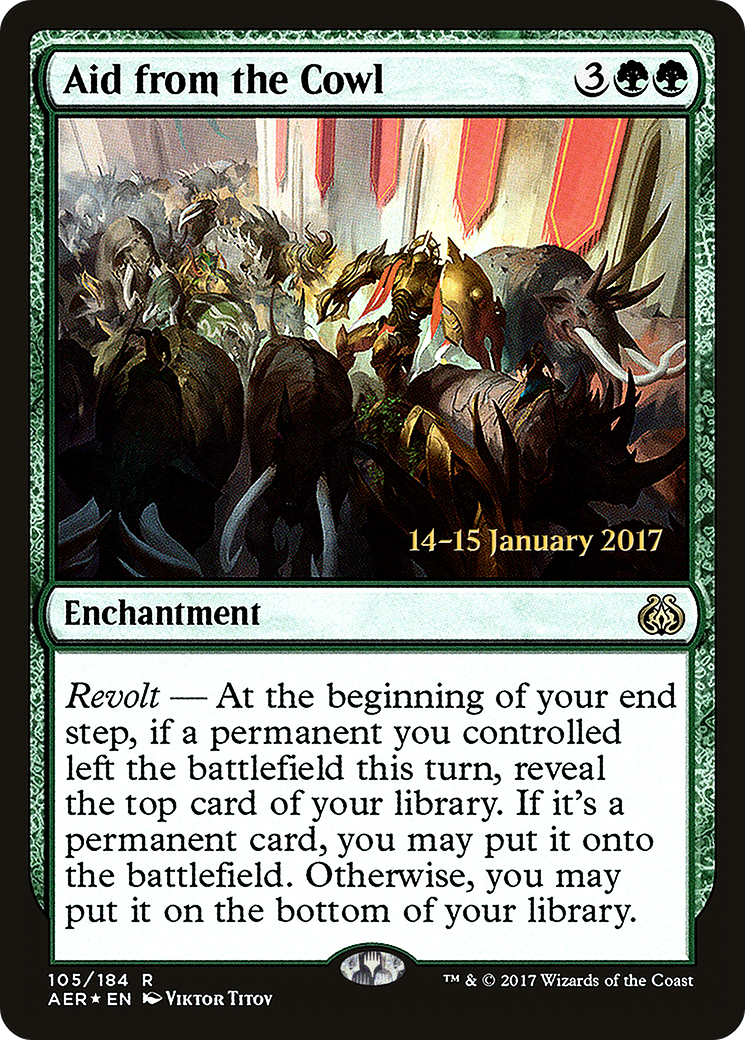 Aid from the Cowl 3
14–15 January 2017
Enchantment
Revolt — At the beginning of your end
step, if a permanent you controlled
left the battlefield this turn, reveal
the top card of your library. If it's a
permanent card, you may put it onto
the battlefield. Otherwise, you may
put it on the bottom of your library.
105/184 R
™ & © 2017 Wizards of the Coast
AER★EN Viktor Titov